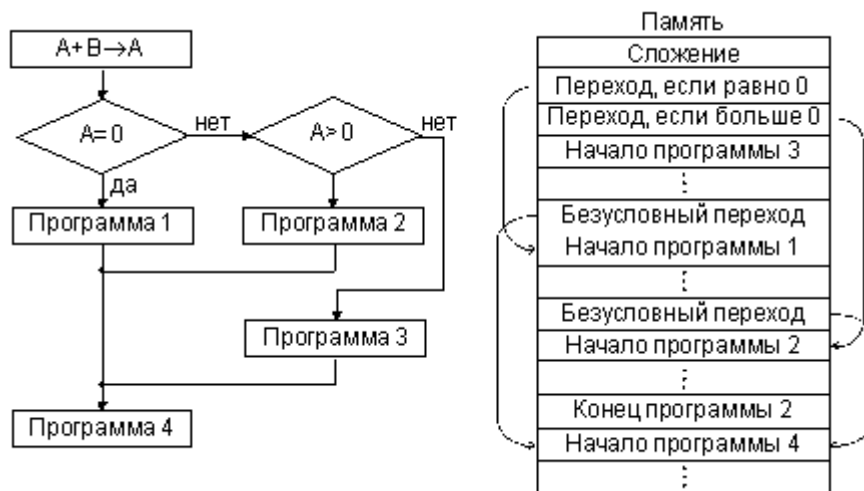 A+B→A
A=0
нет
A>0
нет
да
Программа 1
Программа 2
Программа 3
Программа 4
Память
Сложение
Переход, если равно 0
Переход, если больше 0
Начало программы 3
⋮
Безусловный переход
Начало программы 1
⋮
Безусловный переход
Начало программы 2
⋮
Конец программы 2
Начало программы 4
⋮